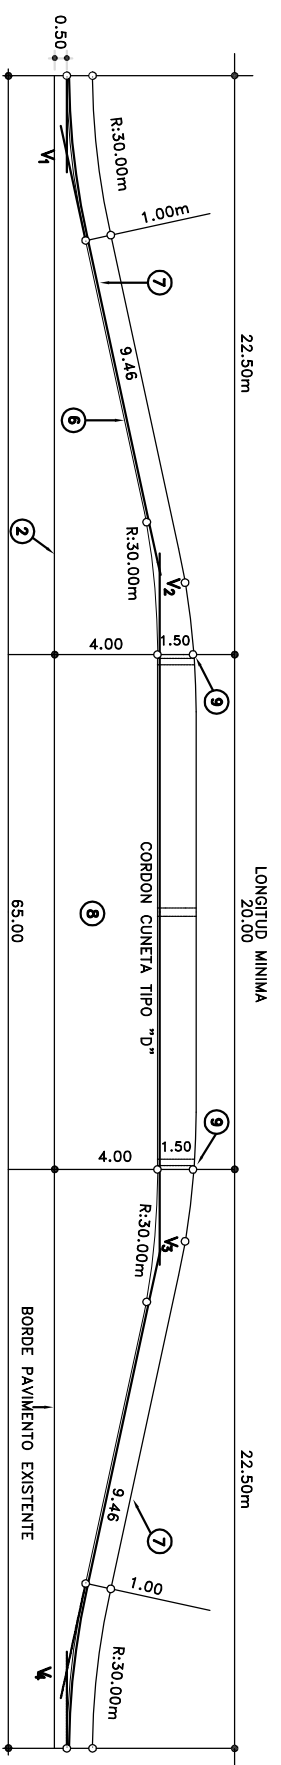 0.50
V1
R:30.00m
1.00m
7
9.46
6
22.50m
R:30.00m
V2
2
4.00
1.50
9
LONGITUD MINIMA
20.00
CORDON CUNETA TIPO "D"
8
65.00
9
1.50
4.00
R:30.00m
V3
22.50m
BORDE PAVIMENTO EXISTENTE
9.46
7
1.00
R:30.00m